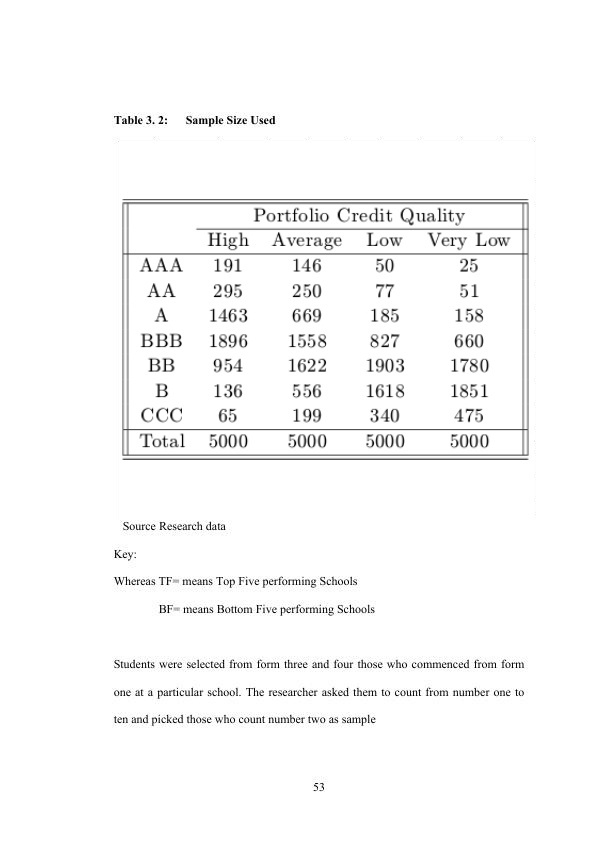 Table 3. 2: Sample Size Used
Portfolio Credit Quality
High Average Low Very Low
AAA 191 146 50 25
AA 295 250 77 51
A 1463 669 185 158
BBB 1896 1558 827 660
BB 954 1622 1903 1780
B 136 556 1618 1851
CCC 65 199 340 475
Total 5000 5000 5000 5000
Source Research data
Key:
Whereas TF= means Top Five performing Schools
BF= means Bottom Five performing Schools
Students were selected from form three and four those who commenced from form
one at a particular school. The researcher asked them to count from number one to
ten and picked those who count number two as sample
53